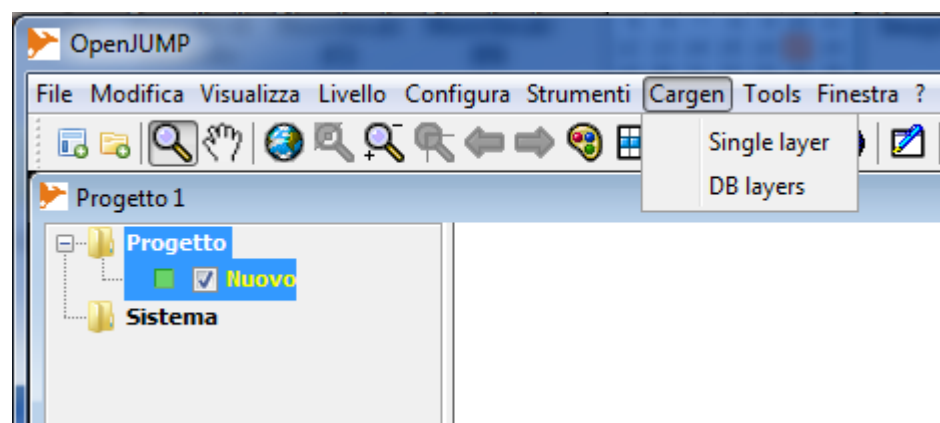 OpenJUMP
File Modifica Visualizza Livello Configura Strumenti Cargen Tools Finestra ?
Single layer
DB layers
Progetto 1
Progetto
Nuovo
Sistema